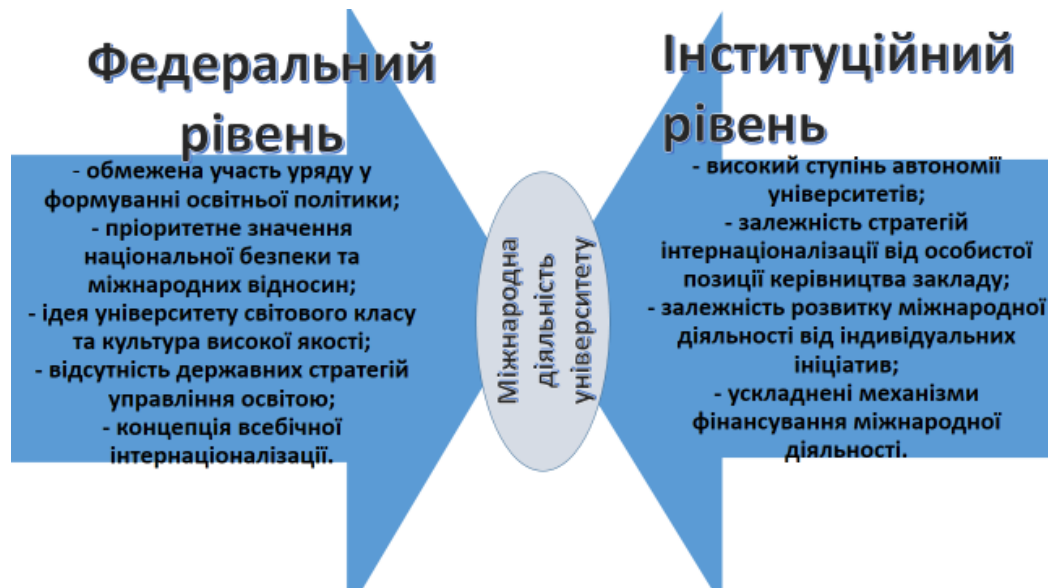 Федеральний
рівень
- обмежена участь уряду у
формуванні освітньої політики;
- пріоритетне значення
національної безпеки та
міжнародних відносин;
- ідея університету світового класу
та культура високої якості;
- відсутність державних стратегій
управління освітою;
- концепція всебічної
інтернаціоналізації.
Міжнародна
діяльність
університету
Інституційний
рівень
- високий ступінь автономії
університетів;
- залежність стратегій
інтернаціоналізації від особистої
позиції керівництва закладу;
- залежність розвитку міжнародної
діяльності від індивідуальних
ініціатив;
- ускладнені механізми
фінансування міжнародної
діяльності.